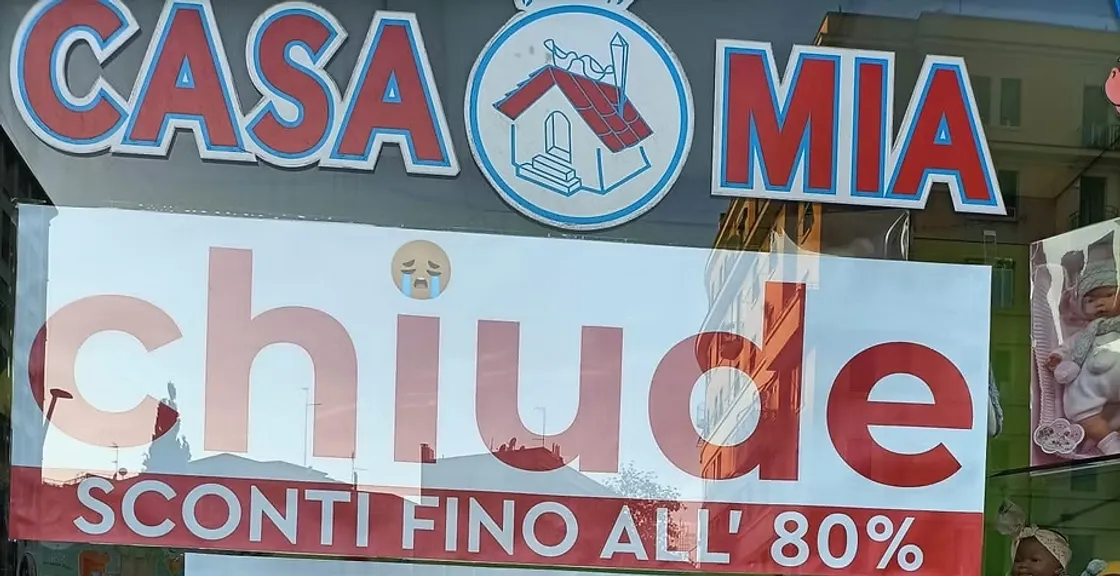 CASA MIA
chiude
SCONTI FINO ALL' 80%